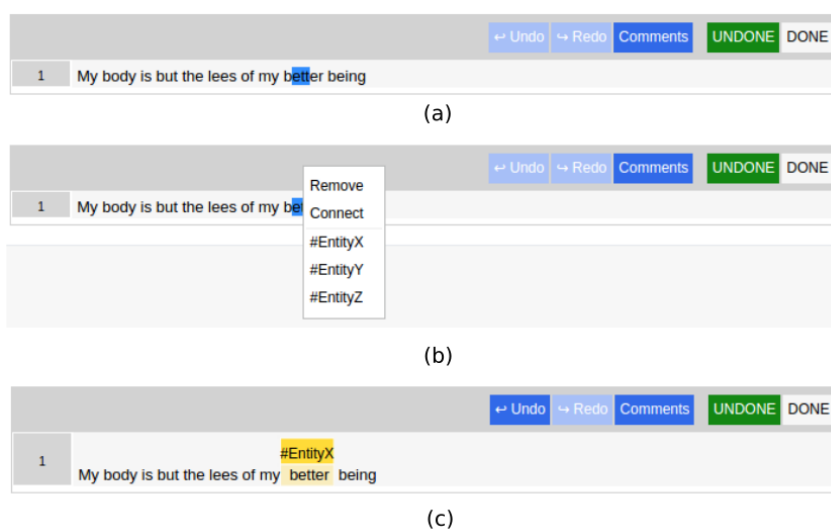 ↩ Undo ↪ Redo Comments UNDONE DONE
1 My body is but the lees of my better being
(a)
↩ Undo ↪ Redo Comments UNDONE DONE
Remove
1 My body is but the lees of my be
Connect
#EntityX
#EntityY
#EntityZ
(b)
↩ Undo ↪ Redo Comments UNDONE DONE
#EntityX
1 My body is but the lees of my better being
(c)